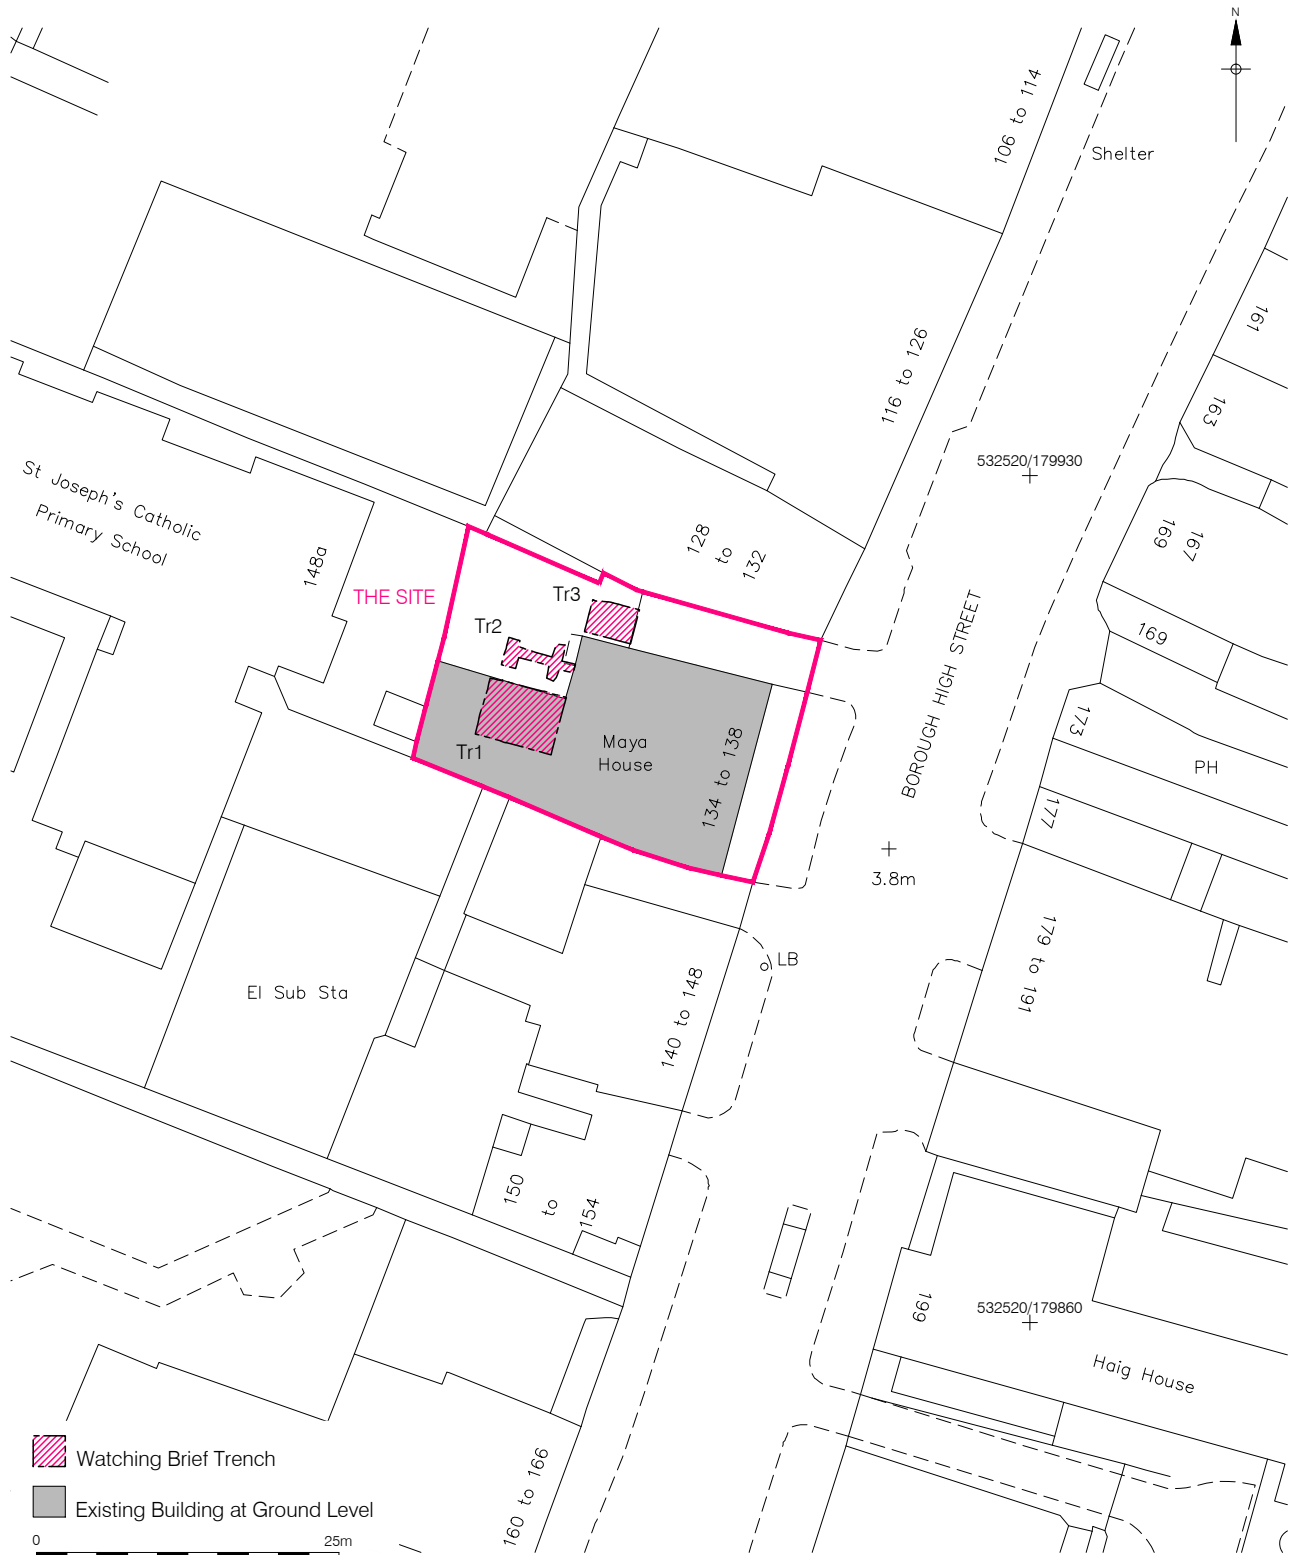 N
106 to 114
Shelter
161
116 to 126
163
532520/179930
St Joseph's Catholic
Primary School
148a
128
to
132
169
167
THE SITE
Tr3
Tr2
BOROUGH HIGH STREET
169
173
Maya
House
134 to 138
Tr1
PH
177
3.8m
179 to 191
LB
El Sub Sta
140 to 148
150
to
154
199
532520/179860
Haig House
160 to 166
Watching Brief Trench
Existing Building at Ground Level
0
25m